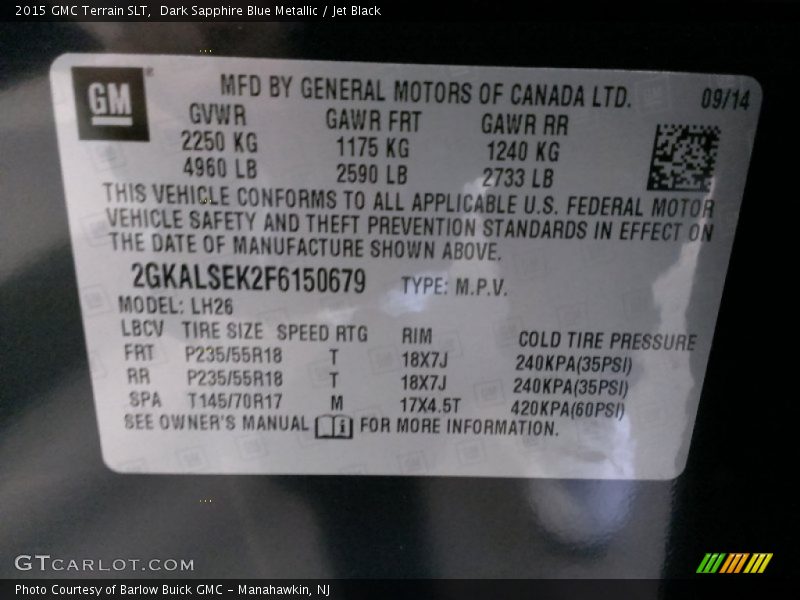 2015 GMC Terrain SLT, Dark Sapphire Blue Metallic / Jet Black
GM
MFD BY GENERAL MOTORS OF CANADA LTD. 09/14
GVWR GAWR FRT GAWR RR
2250 KG 1175 KG 1240 KG
4960 LB 2590 LB 2733 LB
THIS VEHICLE CONFORMS TO ALL APPLICABLE U.S. FEDERAL MOTOR
VEHICLE SAFETY AND THEFT PREVENTION STANDARDS IN EFFECT ON
THE DATE OF MANUFACTURE SHOWN ABOVE.
2GKALSEK2F6150679 TYPE: M.P.V.
MODEL: LH26
LBCV TIRE SIZE SPEED RTG RIM COLD TIRE PRESSURE
FRT P235/55R18 T 18X7J 240KPA(35PSI)
RR P235/55R18 T 18X7J 240KPA(35PSI)
SPA T145/70R17 M 17X4.5T 420KPA(60PSI)
SEE OWNER'S MANUAL FOR MORE INFORMATION.
GTCARLOT.COM
Photo Courtesy of Barlow Buick GMC - Manahawkin, NJ